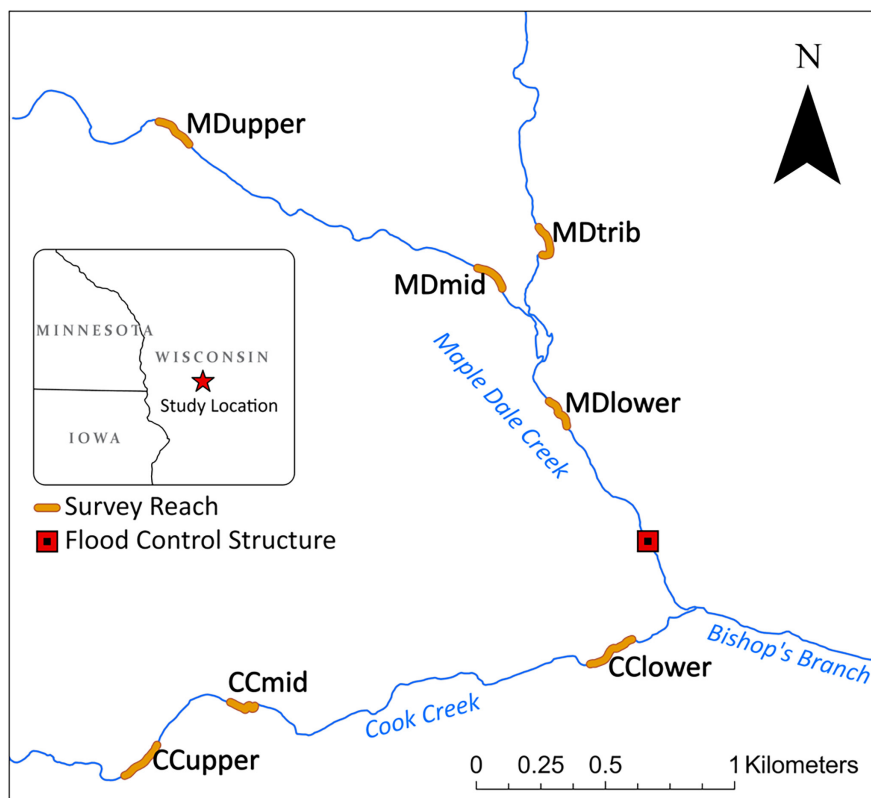 N
MDupper
MDtrib
MDmid
MINNESOTA
WISCONSIN
Study Location
IOWA
Maple Dale Creek
MDlower
Survey Reach
Flood Control Structure
Bishop's Branch
CClower
CCmid
Cook Creek
CCupper
0 0.25 0.5 1 Kilometers